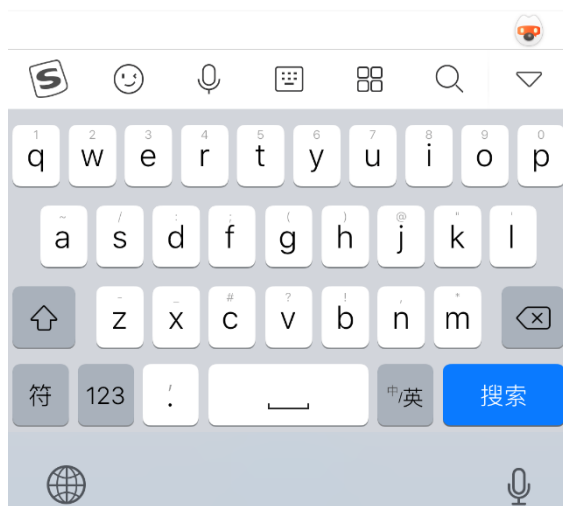 S
1 2 3 4 5 6 7 8 9 0
q w e r t y u i o p
~ / : ; ( ) @ " '
a s d f g h j k l
- _ # ? ! , *
z x c v b n m
符 123 , . 中/英 搜索